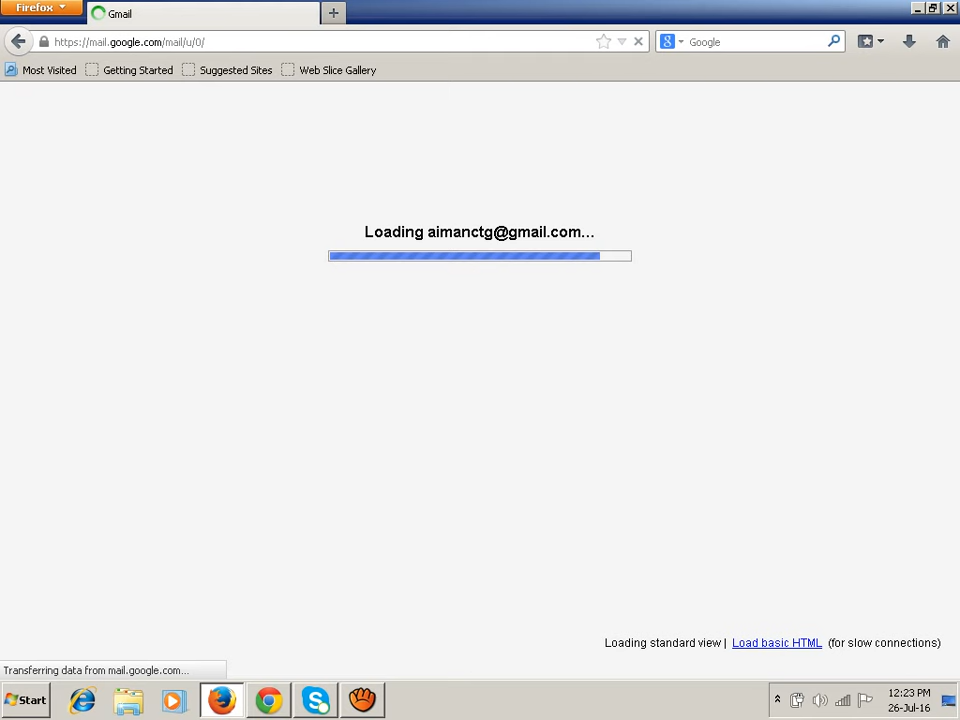 Firefox
Gmail
https://mail.google.com/mail/u/0/
Google
Most Visited
Getting Started
Suggested Sites
Web Slice Gallery
Loading aimanctg@gmail.com...
Loading standard view | Load basic HTML (for slow connections)
Transferring data from mail.google.com...
Start
12:23 PM
26-Jul-16